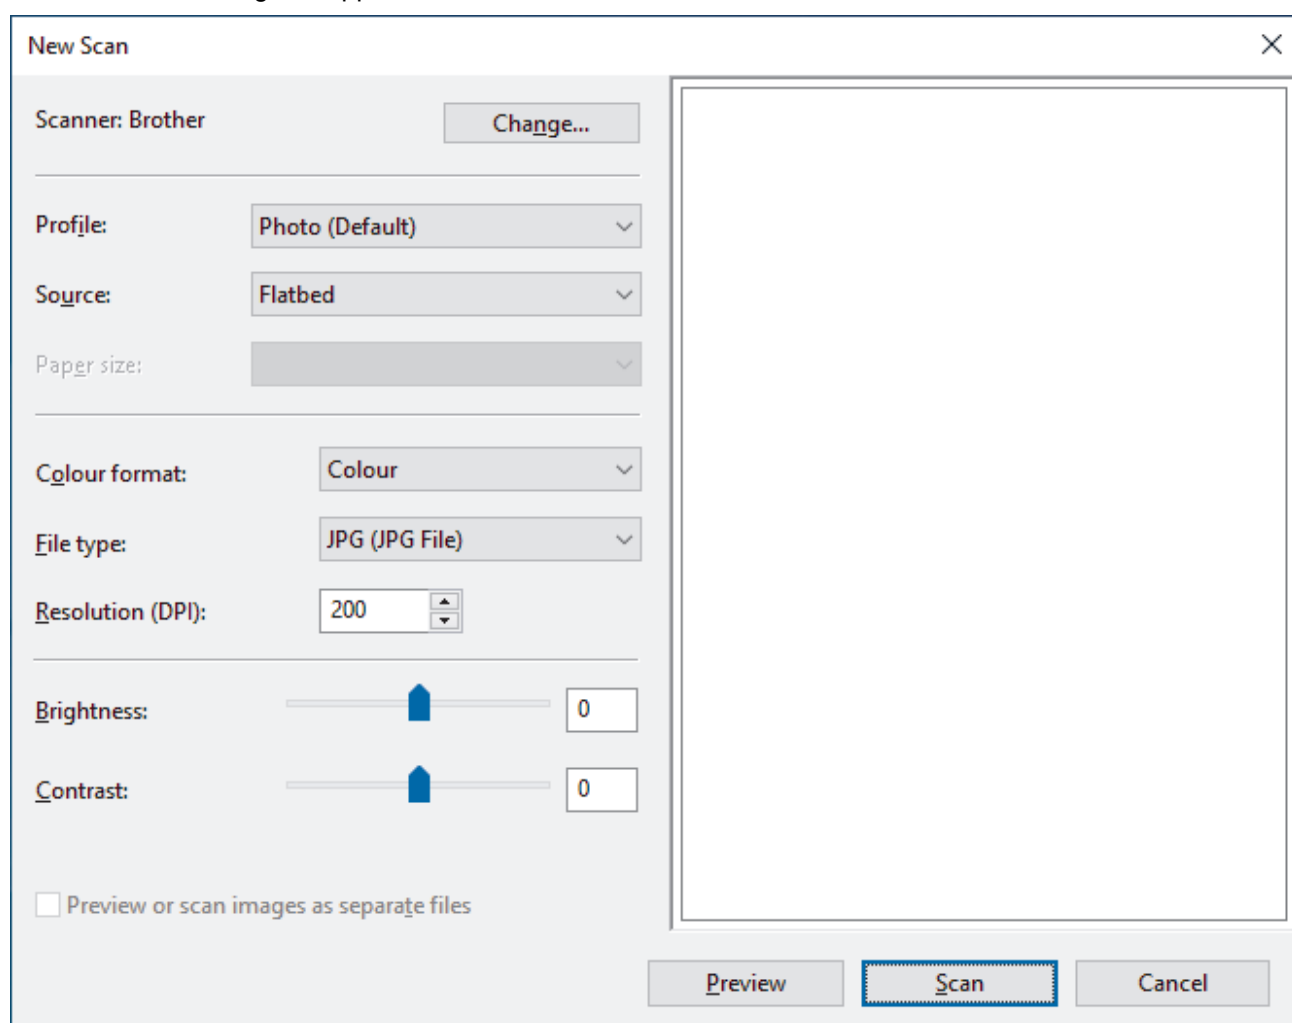 New Scan
Scanner: Brother
Change...
Profile:
Photo (Default)
Source:
Flatbed
Paper size:
Colour format:
Colour
File type:
JPG (JPG File)
Resolution (DPI):
200
Brightness:
0
Contrast:
0
Preview or scan images as separate files
Preview
Scan
Cancel